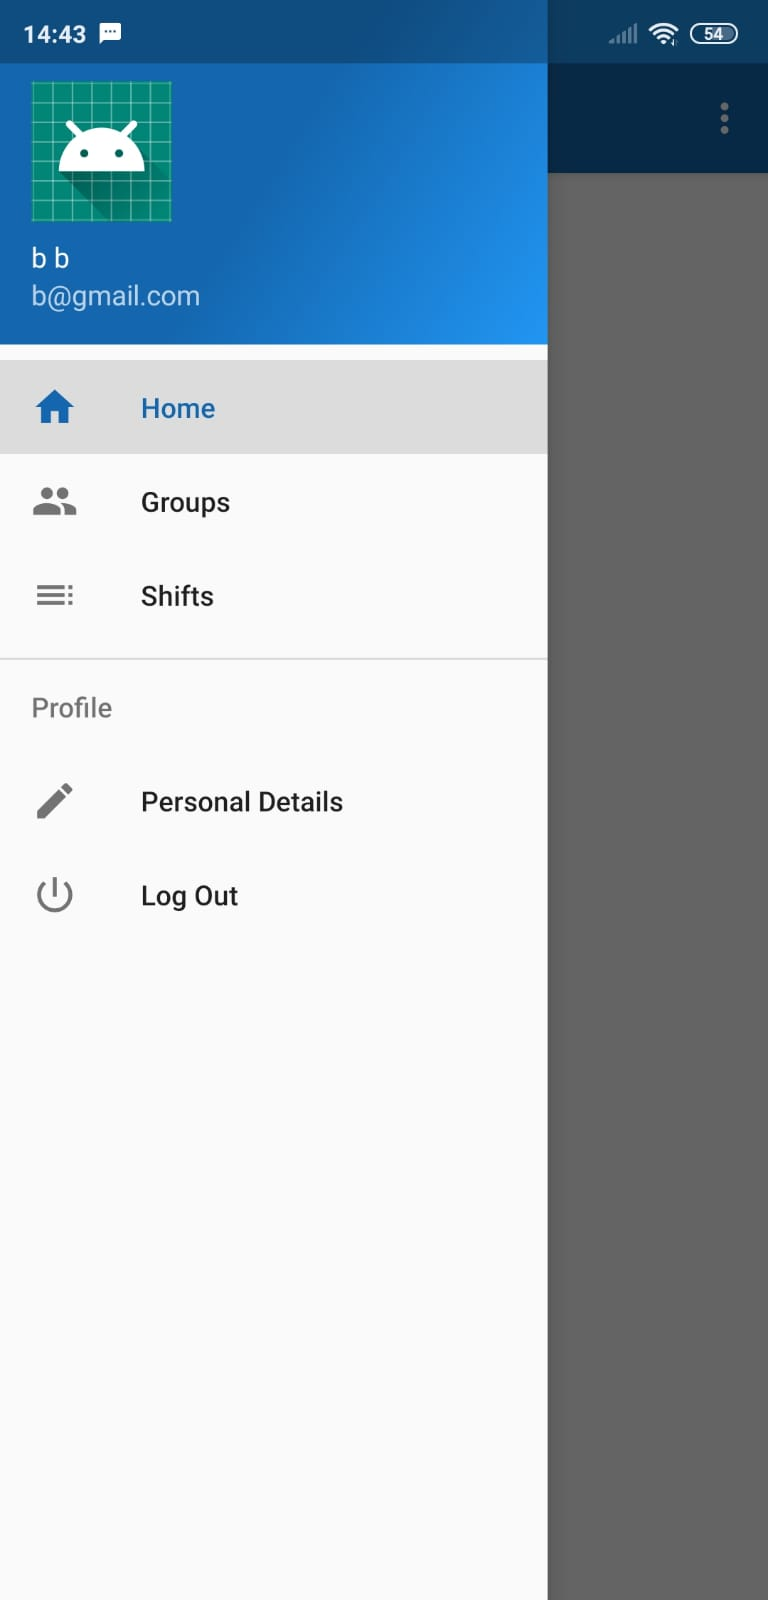 14:43
54
b b
b@gmail.com
Home
Groups
Shifts
Profile
Personal Details
Log Out